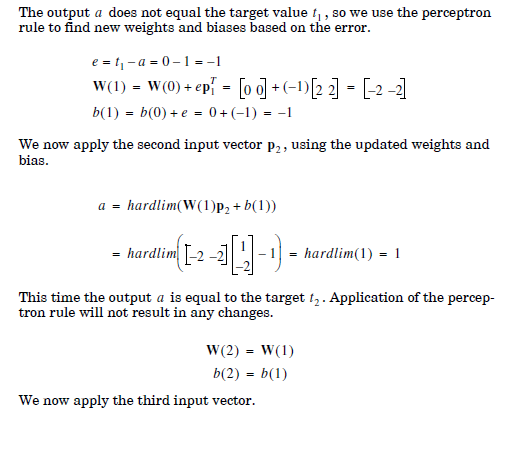 The output a does not equal the target value t₁, so we use the perceptron
rule to find new weights and biases based on the error.
e = t₁ – a = 0 – 1 = –1
W(1) = W(0) + ep₁ᵀ = [0 0] + (–1)[2 2] = [–2 –2]
b(1) = b(0) + e = 0 + (–1) = –1
We now apply the second input vector p₂, using the updated weights and
bias.
a = hardlim(W(1)p₂ + b(1))
= hardlim([–2 –2][1 –2] – 1) = hardlim(1) = 1
This time the output a is equal to the target t₂. Application of the percep-
tron rule will not result in any changes.
W(2) = W(1)
b(2) = b(1)
We now apply the third input vector.